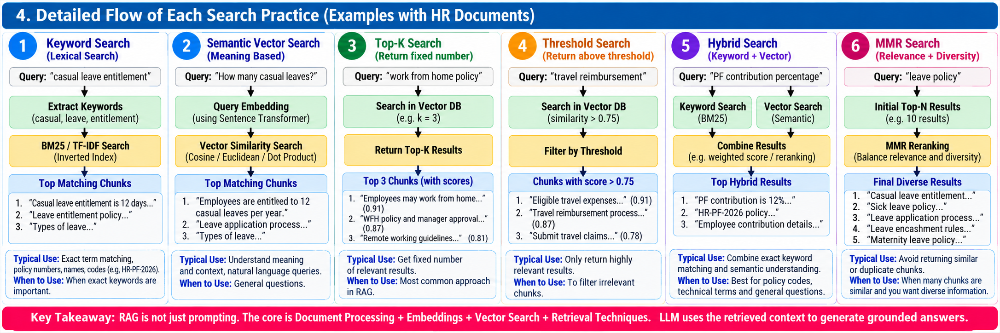 4. Detailed Flow of Each Search Practice (Examples with HR Documents)
1
Keyword Search
(Lexical Search)
Query: "casual leave entitlement"
Extract Keywords
(casual, leave, entitlement)
BM25 / TF-IDF Search
(Inverted Index)
Top Matching Chunks
1. "Casual leave entitlement is 12 days..."
2. "Leave entitlement policy..."
3. "Types of leave..."
Typical Use: Exact term matching,
policy numbers, names, codes (e.g, HR-PF-2026).
When to Use: When exact keywords are
important.
2
Semantic Vector Search
(Meaning Based)
Query: "How many casual leaves?"
Query Embedding
(using Sentence Transformer)
Vector Similarity Search
(Cosine / Euclidean / Dot Product)
Top Matching Chunks
1. "Employees are entitleed to 12
casual leaves per year."
2. "Leave application process..."
3. "Types of leave..."
Typical Use: Understand meaning
and context, natural language queries.
When to Use: General questions.
3
Top-K Search
(Return fixed number)
Query: "work from home policy"
Search in Vector DB
(e.g. k = 3)
Return Top-K Results
Top 3 Chunks (with scores)
1. "Employees may work from home..."
(0.91)
2. "WFH policy and manager approval..."
(0.87)
3. "Remote working guidelines..." (0.81)
Typical Use: Get fixed number
of relevant results.
When to Use: Most common approach
in RAG.
4
Threshold Search
(Return above threshold)
Query: "travel reimbursement"
Search in Vector DB
(similarity > 0.75)
Filter by Threshold
Chunks with score > 0.75
1. "Eligible travel expenses..." (0.91)
2. "Travel reimbursement process..."
(0.87)
3. "Submit travel claims..." (0.78)
Typical Use: Only return highly
relevant results.
When to Use: To filter irrelevant
chunks.
5
Hybrid Search
(Keyword + Vector)
Query: "PF contribution percentage"
Keyword Search
(BM25)
Vector Search
(Semantic)
Combine Results
(e.g. weighted score / reranking)
Top Hybrid Results
1. "PF contribution is 12%..."
2. "HR-PF-2026 policy..."
3. "Employee contribution details..."
Typical Use: Combine exact keyword
matching and semantic understanding.
When to Use: Best for policy codes,
technical terms and general questions.
6
MMR Search
(Relevance + Diversity)
Query: "leave policy"
Initial Top-N Results
(e.g. 10 results)
MMR Reranking
(Balance relevance and diversity)
Final Diverse Results
1. "Casual leave entitlement..."
2. "Sick leave policy..."
3. "Leave application process..."
4. "Leave encashment rules..."
5. "Maternity leave policy..."
Typical Use: Avoid returning similar
or duplicate chunks.
When to Use: When many chunks are
similar and you want diverse information.
Key Takeaway: RAG is not just prompting. The core is Document Processing + Embeddings + Vector Search + Retrieval Techniques. LLM uses the retrieved context to generate grounded answers.